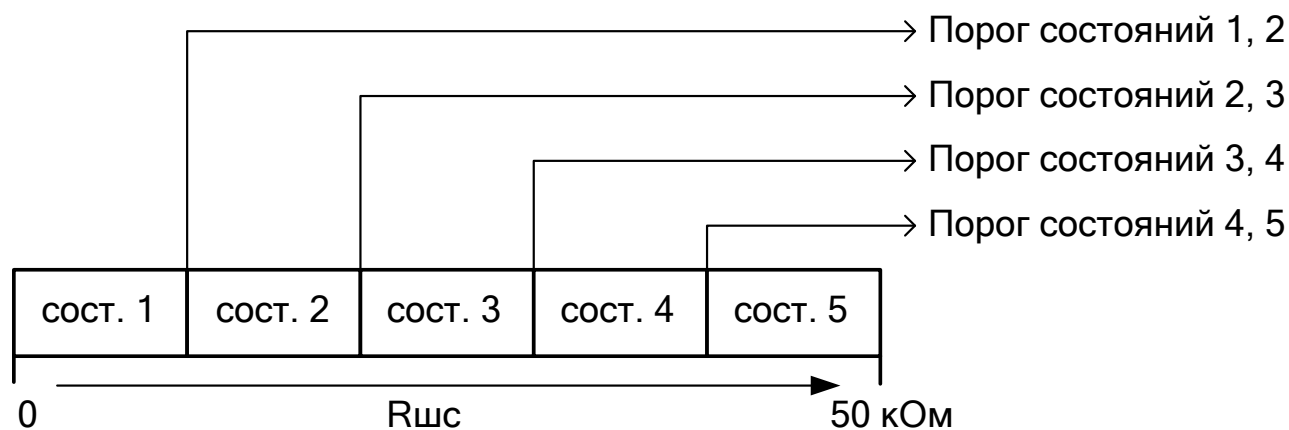 Порог состояний 1, 2
Порог состояний 2, 3
Порог состояний 3, 4
Порог состояний 4, 5
сост. 1 сост. 2 сост. 3 сост. 4 сост. 5
0 Rшс 50 кОм